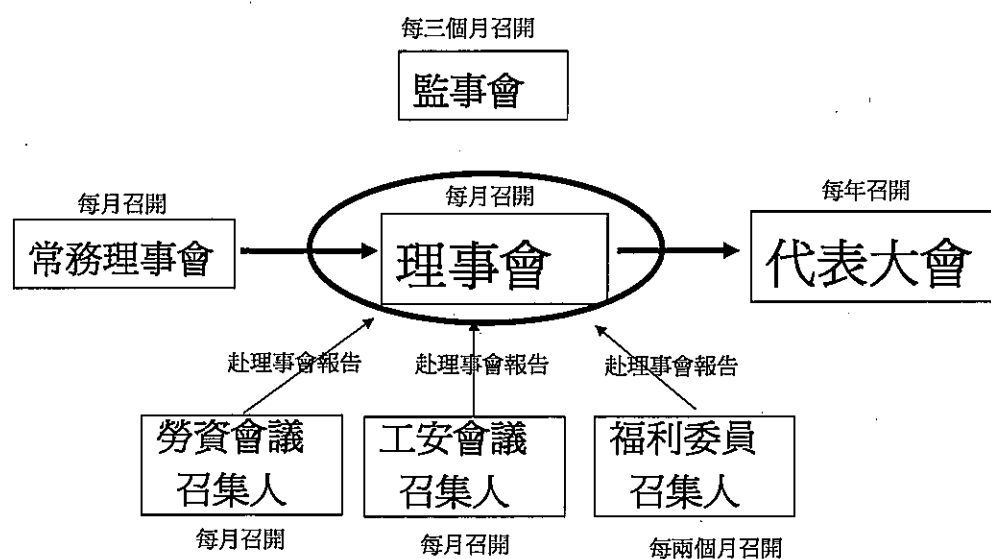 每三個月召開
監事會
每月召開
常務理事會
每月召開
理事會
每年召開
代表大會
赴理事會報告
赴理事會報告
赴理事會報告
勞資會議
召集人
每月召開
工安會議
召集人
每月召開
福利委員
召集人
每兩個月召開